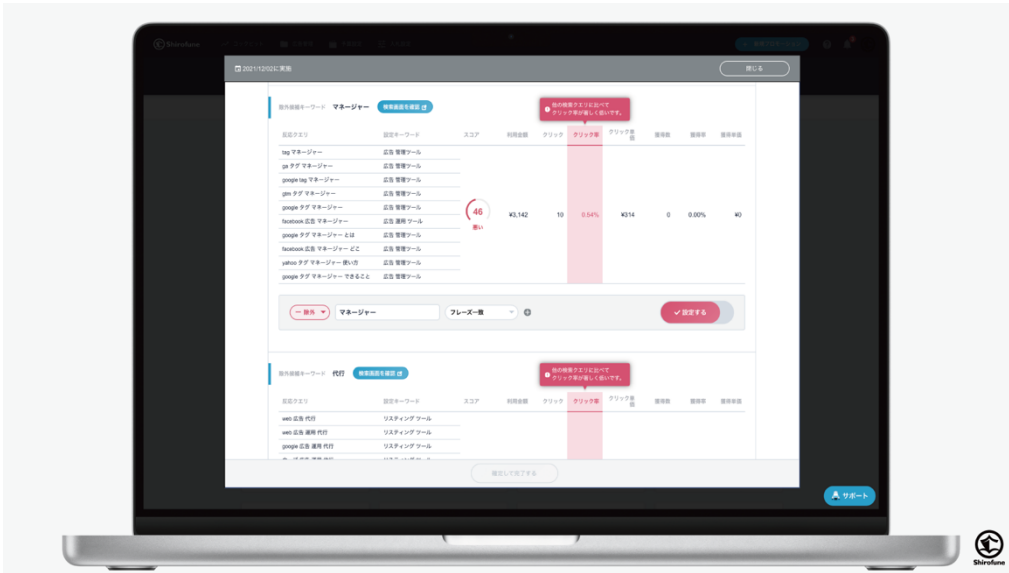 Shirofune
2021/12/02に実施
閉じる
除外候補キーワード マネージャー 検索画面を確認
他の検索クエリに比べて
クリック率が著しく低いです。
反応クエリ 設定キーワード スコア 利用金額 クリック クリック率 クリック単価 獲得数 獲得率 獲得単価
tag マネージャー 広告 管理ツール
ga タグ マネージャー 広告 管理ツール
google tag マネージャー 広告 管理ツール
gtm タグ マネージャー 広告 管理ツール
google タグ マネージャー 広告 管理ツール
facebook 広告 マネージャー 広告 運用 ツール
google タグ マネージャー とは 広告 管理ツール
facebook 広告 マネージャー どこ 広告 管理ツール
yahoo タグ マネージャー 使い方 広告 管理ツール
google タグ マネージャー できること 広告 管理ツール
46 悪い ¥3,142 10 0.54% ¥314 0 0.00% ¥0
除外 マネージャー フレーズ一致 設定する
除外候補キーワード 代行 検索画面を確認
他の検索クエリに比べて
クリック率が著しく低いです。
反応クエリ 設定キーワード スコア 利用金額 クリック クリック率 クリック単価 獲得数 獲得率 獲得単価
web 広告 代行 リスティング ツール
web 広告 運用 代行 リスティング ツール
google 広告 運用 代行 リスティング ツール
確定して完了する
サポート
Shirofune